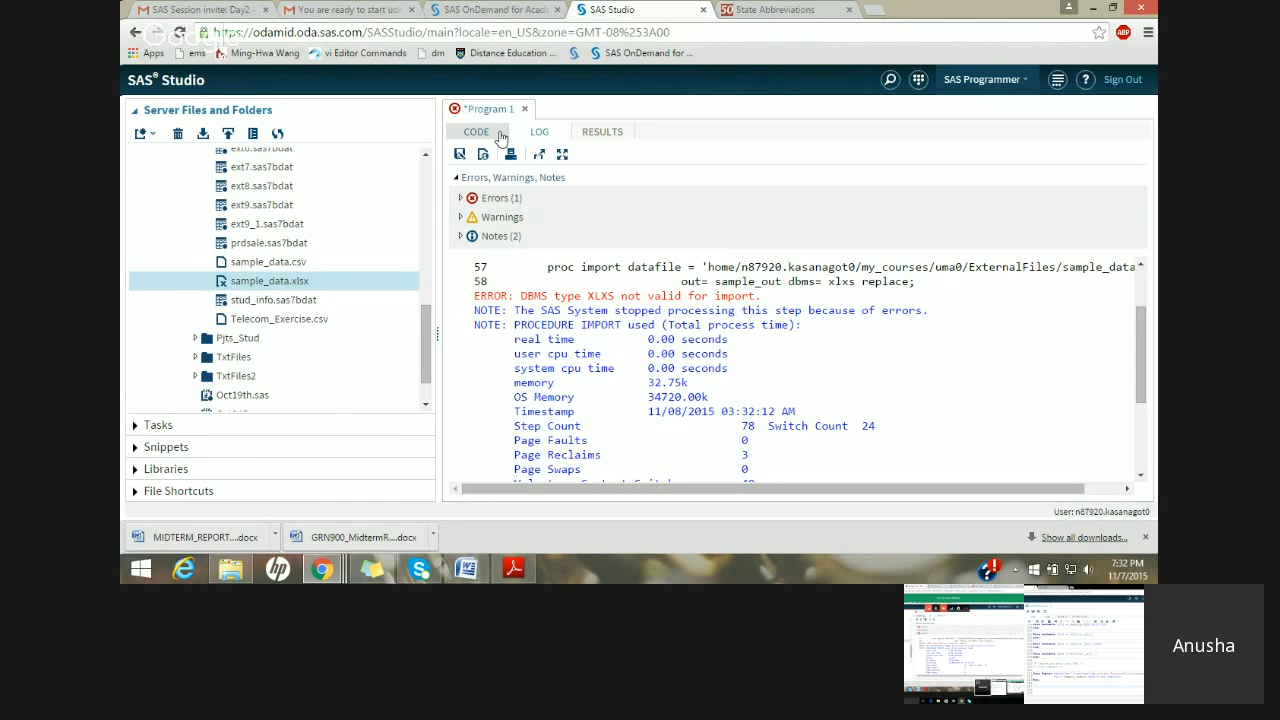 SAS Session invite: Day2
You are ready to start usin
SAS OnDemand for Acade
SAS Studio
State Abbreviations
https://odamid.oda.sas.com/SASStudio/main?locale=en_US&zone=GMT-08%253A00
Google
Apps
ems
Ming-Hwa Wang
vi Editor Commands
dm
Distance Education
SAS OnDemand for
SAS® Studio
SAS Programmer
Sign Out
Server Files and Folders
*Program 1
CODE
LOG
RESULTS
ext6.sas7bdat
ext7.sas7bdat
ext8.sas7bdat
ext9.sas7bdat
ext9_1.sas7bdat
prdsale.sas7bdat
sample_data.csv
sample_data.xlsx
stud_info.sas7bdat
Telecom_Exercise.csv
Pjts_Stud
TxtFiles
TxtFiles2
Oct19th.sas
Tasks
Snippets
Libraries
File Shortcuts
Errors, Warnings, Notes
Errors (1)
Warnings
Notes (2)
57 proc import datafile = 'home/n87920.kasanagot0/my_courses/uma0/ExternalFiles/sample_data
58 out= sample_out dbms= xlxs replace;
ERROR: DBMS type XLXS not valid for import.
NOTE: The SAS System stopped processing this step because of errors.
NOTE: PROCEDURE IMPORT used (Total process time):
real time 0.00 seconds
user cpu time 0.00 seconds
system cpu time 0.00 seconds
memory 32.75k
OS Memory 34720.00k
Timestamp 11/08/2015 03:32:12 AM
Step Count 78 Switch Count 24
Page Faults 0
Page Reclaims 3
Page Swaps 0
User: n87920.kasanagot0
MIDTERM_REPORT....docx
GRN900_MidtermR....docx
Show all downloads...
7:32 PM
11/7/2015
Anusha